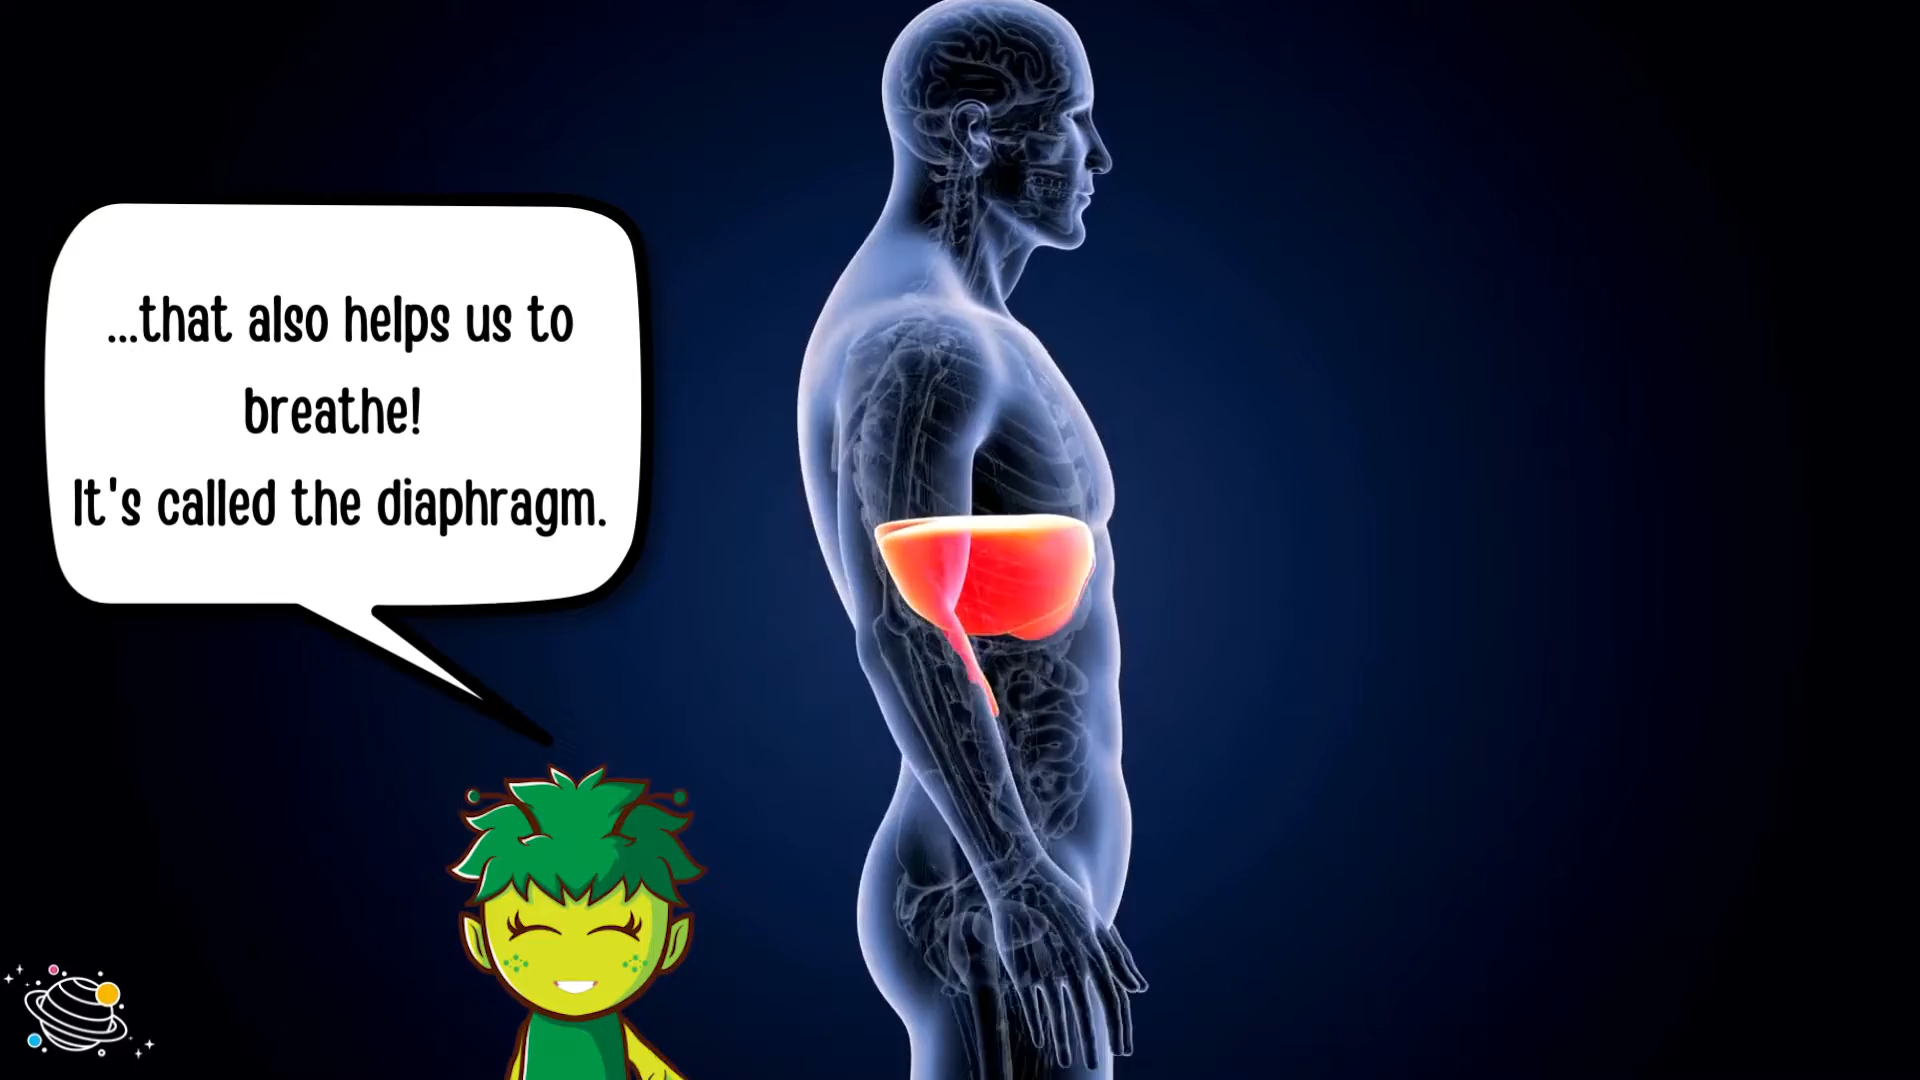 ...that also helps us to
breathe!
It's called the diaphragm.